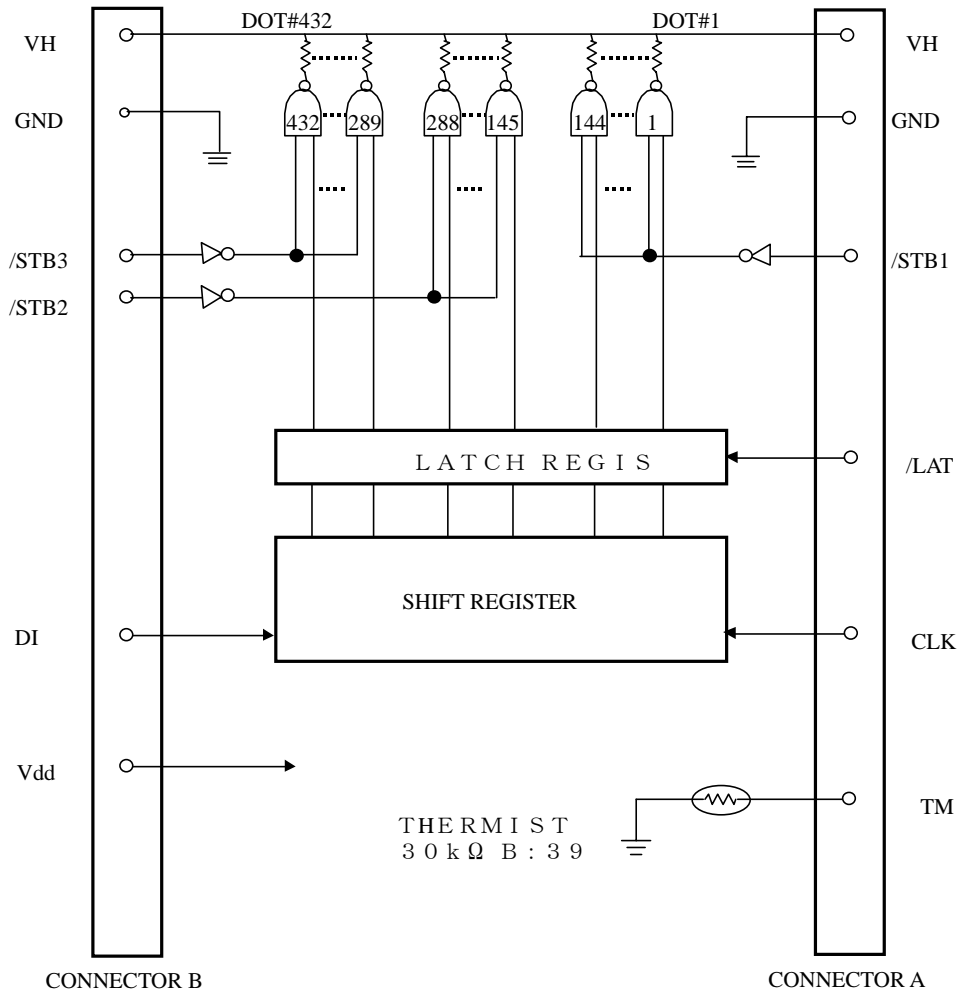 DOT#432 DOT#1
VH VH
GND GND
432 289 288 145 144 1
/STB3 /STB1
/STB2
LATCH REGIS /LAT
SHIFT REGISTER
DI CLK
Vdd
TM
THERMIST
30kΩ B:39
CONNECTOR B CONNECTOR A